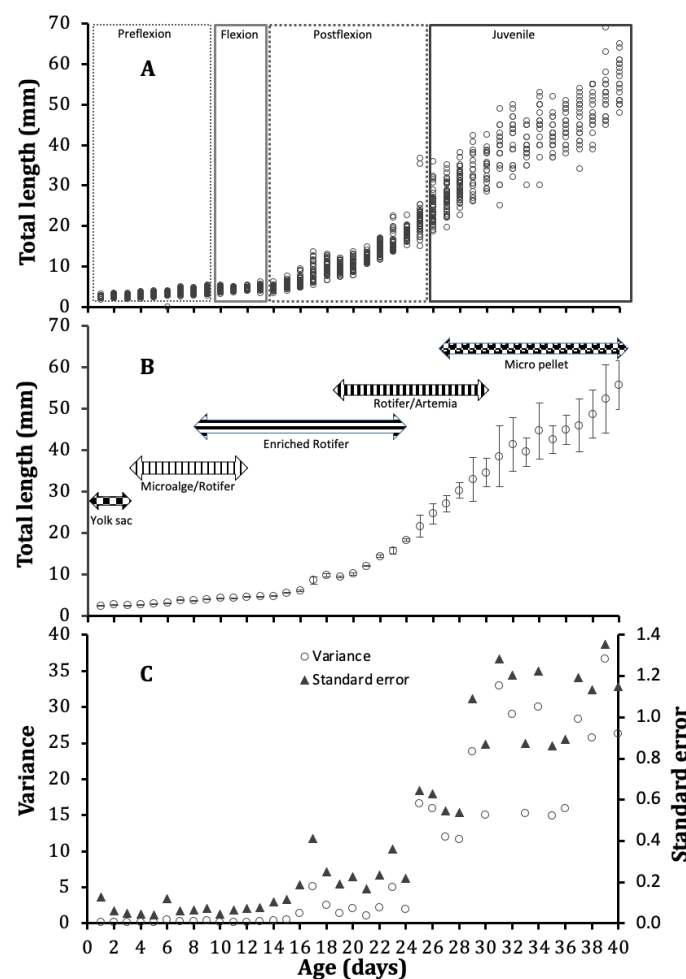 70
Preflexion Flexion Postflexion Juvenile
A
60
50
40
30
20
10
0
Total length (mm)
70
B
60
Micro pellet
50
Rotifer/Artemia
40
Enriched Rotifer
30
Microalge/Rotifer
20
Yolk sac
10
0
Total length (mm)
40 1.4
35 Variance 1.2
C Standard error
30 1.0
25 0.8
20
15 0.6
10 0.4
5 0.2
0 0.0
Variance
Standard error
0 2 4 6 8 10 12 14 16 18 20 22 24 26 28 30 32 34 36 38 40
Age (days)